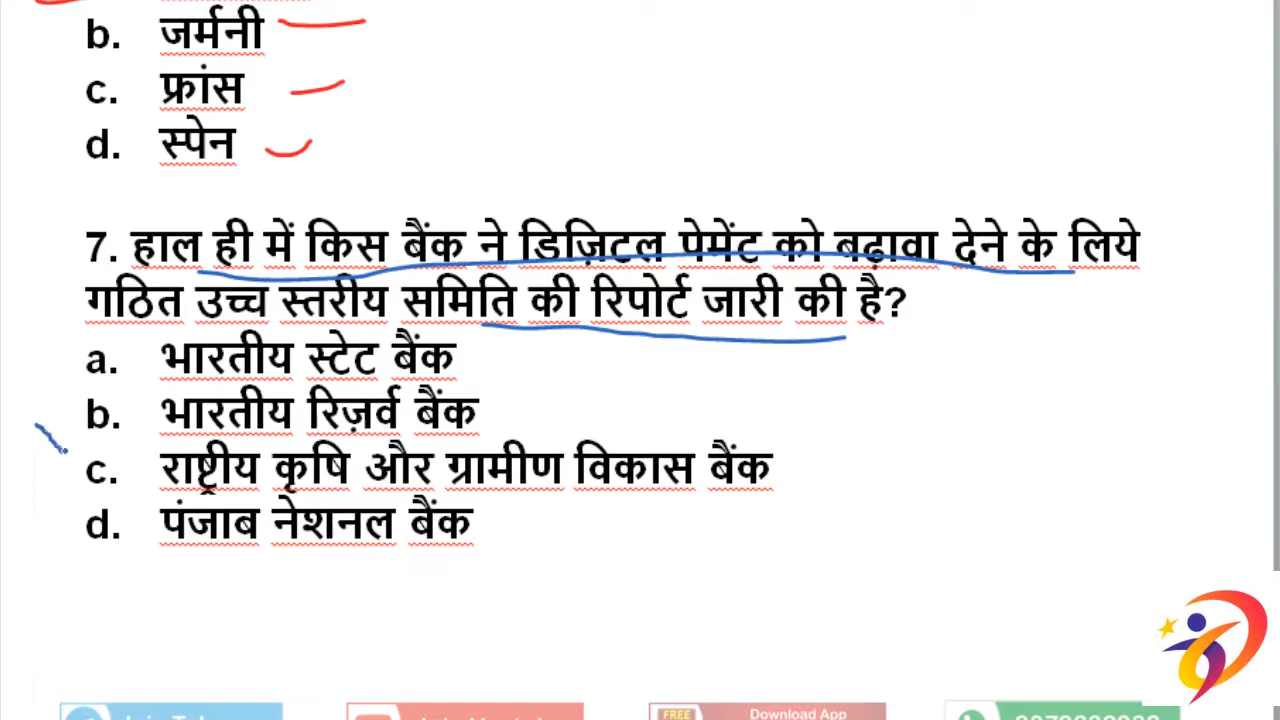 b. जर्मनी
c. फ्रांस
d. स्पेन
7. हाल ही में किस बैंक ने डिज़िटल पेमेंट को बढ़ावा देने के लिये
गठित उच्च स्तरीय समिति की रिपोर्ट जारी की है?
a. भारतीय स्टेट बैंक
b. भारतीय रिज़र्व बैंक
c. राष्ट्रीय कृषि और ग्रामीण विकास बैंक
d. पंजाब नेशनल बैंक
FREE Download App